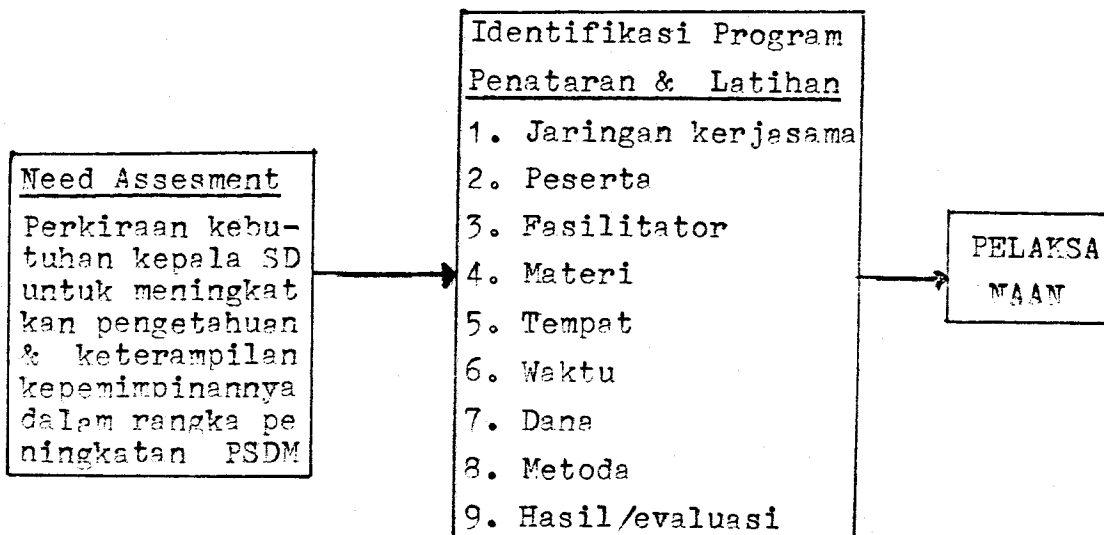 Need Assesment
Perkiraan kebu-
tuhan kepala SD
untuk meningkat
kan pengetahuan
& keterampilan
kepemimpinannya
dalam rangka pe
ningkatan PSDM
Identifikasi Program
Penataran & Latihan
1. Jaringan kerjasama
2. Peserta
3. Fasilitator
4. Materi
5. Tempat
6. Waktu
7. Dana
8. Metoda
9. Hasil/evaluasi
PELAKSA
NAAN